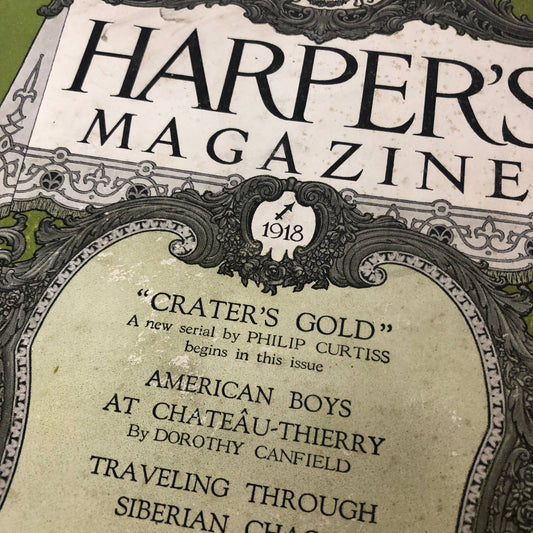 HARPER'S
MAGAZINE
1918
"CRATER'S GOLD"
A new serial by PHILIP CURTISS
begins in this issue
AMERICAN BOYS
AT CHATEÂU-THIERRY
By DOROTHY CANFIELD
TRAVELING THROUGH
SIBERIAN